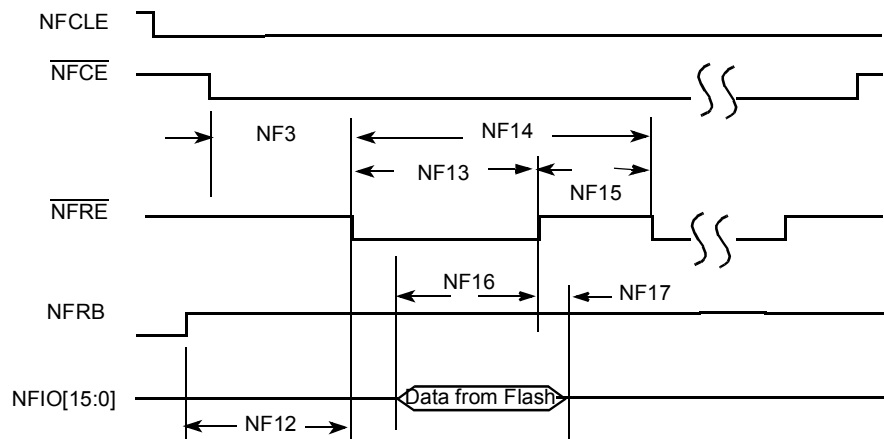 NFCLE
NFCE
NF3
NF14
NF13
NF15
NFRE
NF16
NF17
NFRB
NFIO[15:0]
Data from Flash
NF12